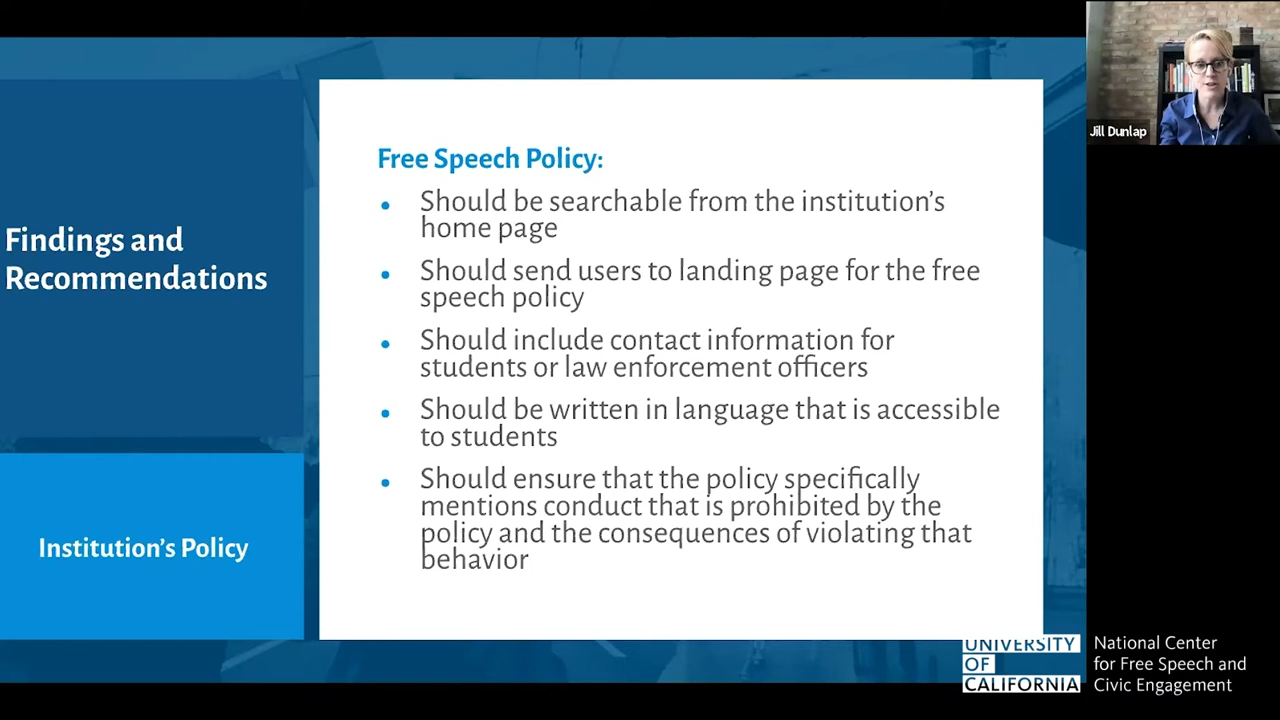 Findings and
Recommendations
Institution's Policy
Free Speech Policy:
• Should be searchable from the institution's
home page
• Should send users to landing page for the free
speech policy
• Should include contact information for
students or law enforcement officers
• Should be written in language that is accessible
to students
• Should ensure that the policy specifically
mentions conduct that is prohibited by the
policy and the consequences of violating that
behavior
Jill Dunlap
UNIVERSITY
OF
CALIFORNIA
National Center
for Free Speech and
Civic Engagement